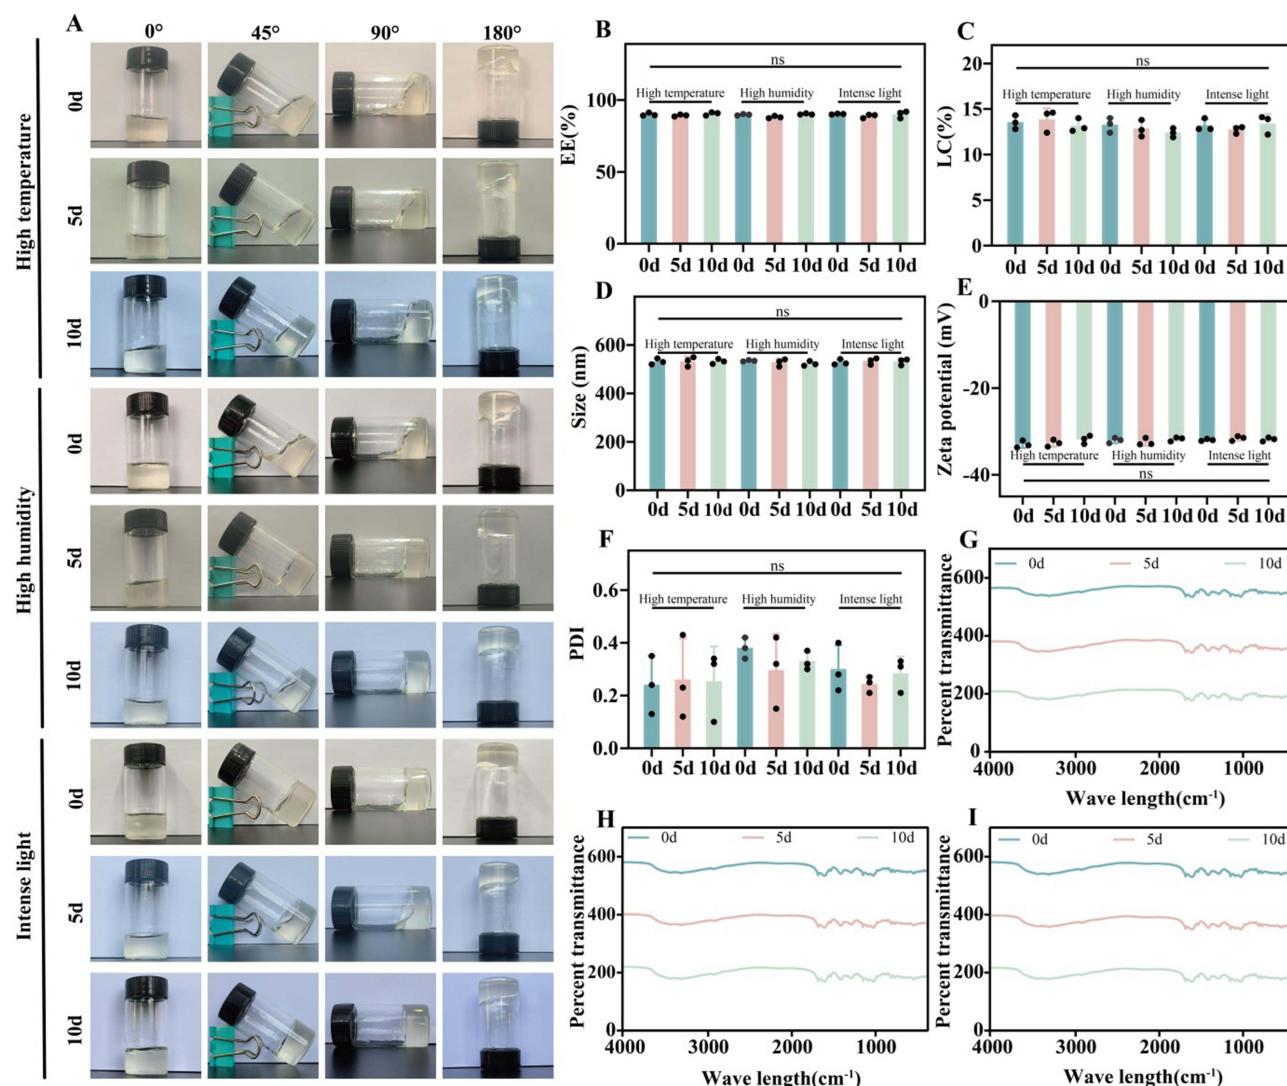 A
0°
45°
90°
180°
High temperature
0d
5d
10d
High humidity
0d
5d
10d
Intense light
0d
5d
10d
B
EE(%)
100
50
0
ns
High temperature
High humidity
Intense light
0d 5d 10d 0d 5d 10d 0d 5d 10d
C
LC(%)
20
15
10
5
0
ns
High temperature
High humidity
Intense light
0d 5d 10d 0d 5d 10d 0d 5d 10d
D
Size (nm)
600
400
200
0
ns
High temperature
High humidity
Intense light
0d 5d 10d 0d 5d 10d 0d 5d 10d
E
Zeta potential (mV)
0
-20
-40
High temperature
High humidity
Intense light
ns
0d 5d 10d 0d 5d 10d 0d 5d 10d
F
PDI
0.6
0.4
0.2
0.0
ns
High temperature
High humidity
Intense light
0d 5d 10d 0d 5d 10d 0d 5d 10d
G
0d 5d 10d
Percent transmittance
600
400
200
0
4000 3000 2000 1000
Wave length(cm⁻¹)
H
0d 5d 10d
Percent transmittance
600
400
200
0
4000 3000 2000 1000
Wave length(cm⁻¹)
I
0d 5d 10d
Percent transmittance
600
400
200
0
4000 3000 2000 1000
Wave length(cm⁻¹)